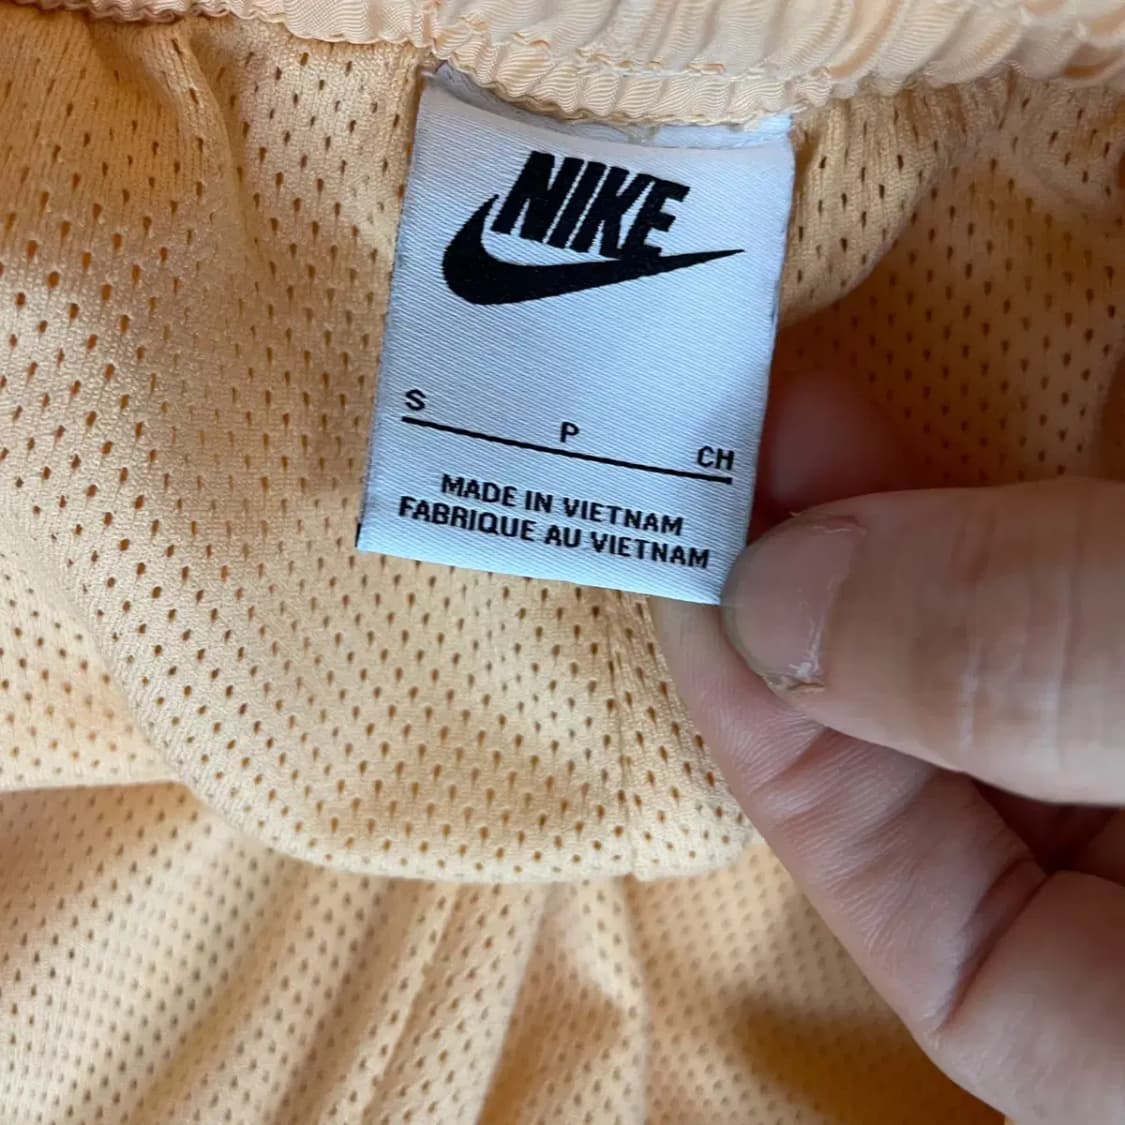 NIKE
S P CH
MADE IN VIETNAM
FABRIQUE AU VIETNAM